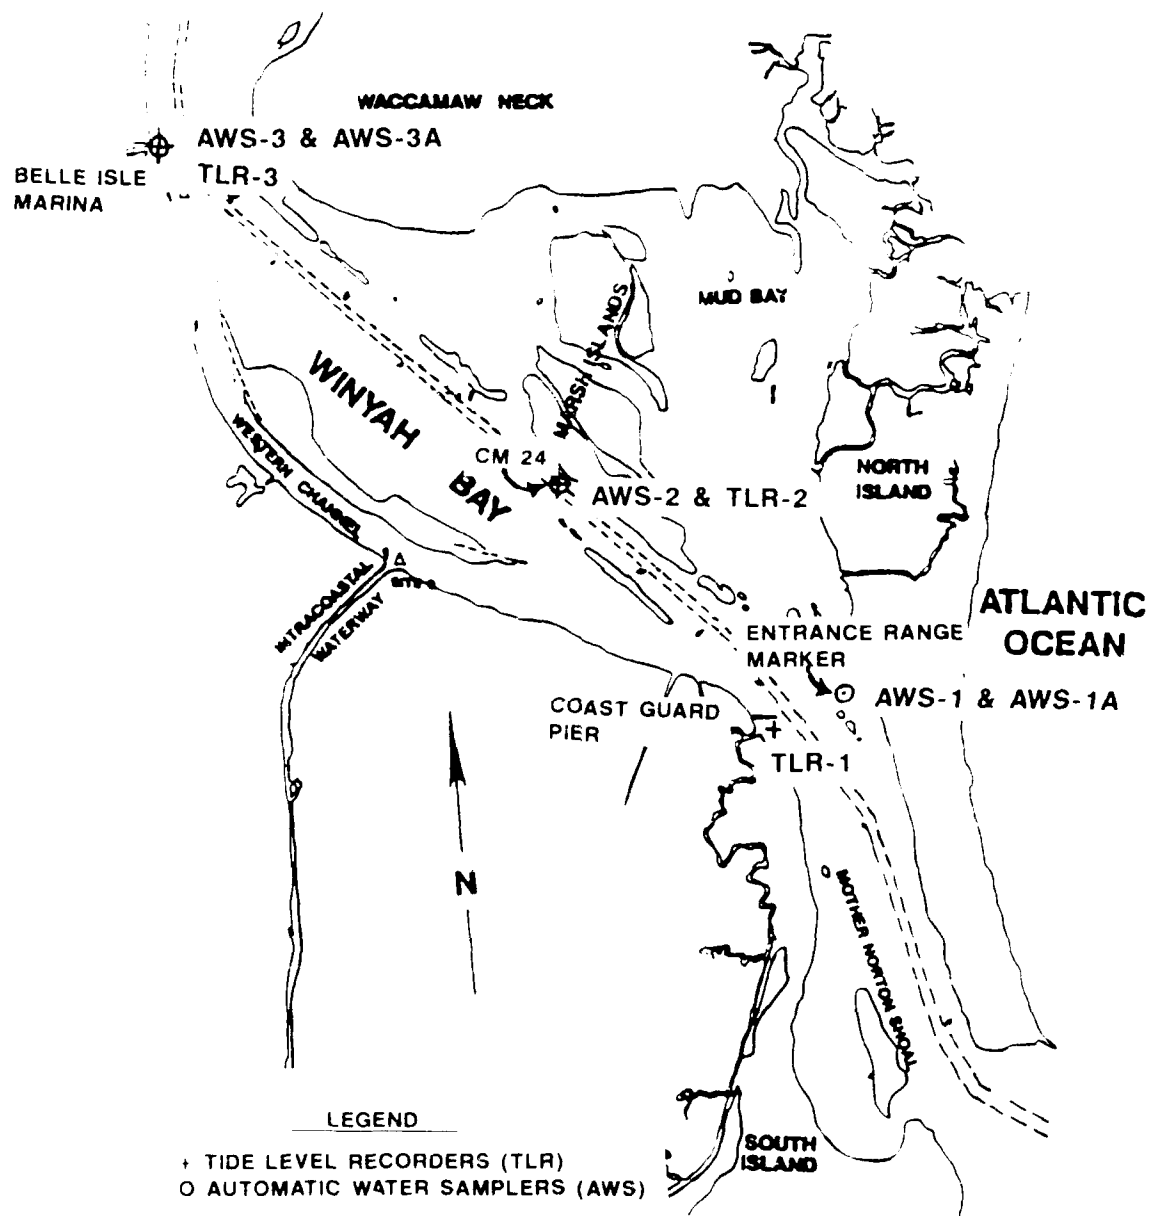 WACCAMAW NECK
AWS-3 & AWS-3A
TLR-3
BELLE ISLE
MARINA
MUD BAY
MARSH ISLANDS
WINYAH
BAY
WESTERN CHANNEL
CM 24
AWS-2 & TLR-2
NORTH
ISLAND
INTRACOASTAL
WATERWAY
ATLANTIC
OCEAN
ENTRANCE RANGE
MARKER
AWS-1 & AWS-1A
COAST GUARD
PIER
TLR-1
N
MOTHER NORTON SHOAL
SOUTH
ISLAND
LEGEND
+ TIDE LEVEL RECORDERS (TLR)
O AUTOMATIC WATER SAMPLERS (AWS)